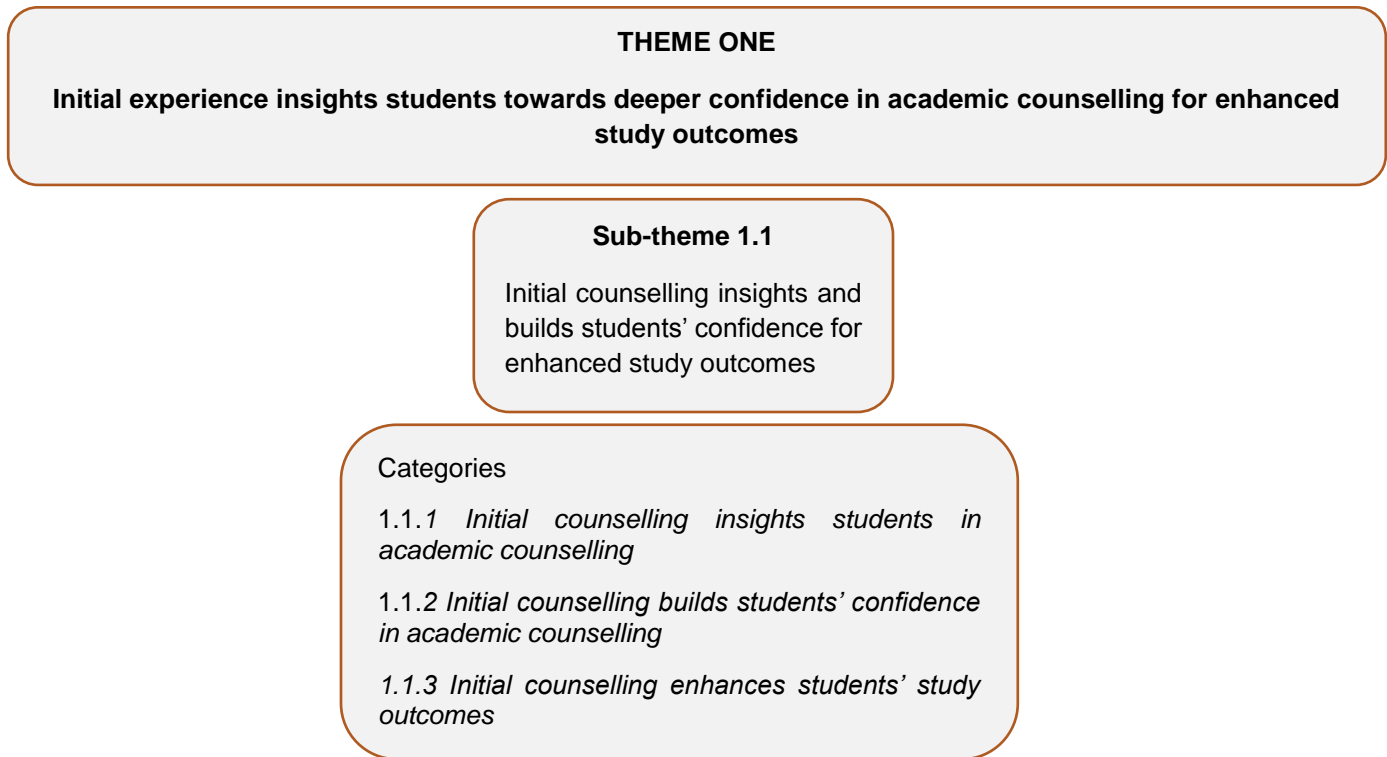 THEME ONE
Initial experience insights students towards deeper confidence in academic counselling for enhanced
study outcomes
Sub-theme 1.1
Initial counselling insights and
builds students’ confidence for
enhanced study outcomes
Categories
1.1.1 Initial counselling insights students in
academic counselling
1.1.2 Initial counselling builds students’ confidence
in academic counselling
1.1.3 Initial counselling enhances students’ study
outcomes